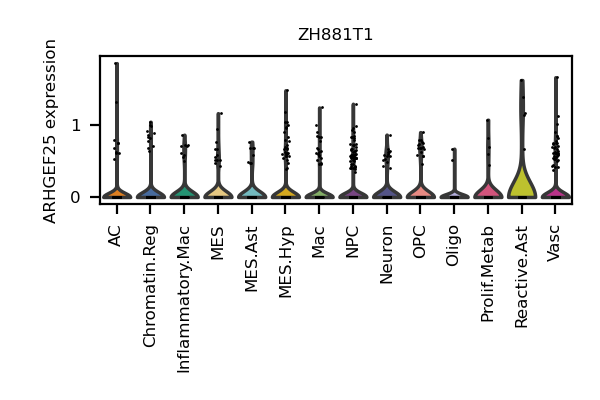 ZH881T1
ARHGEF25 expression
1
0
AC
Chromatin.Reg
Inflammatory.Mac
MES
MES.Ast
MES.Hyp
Mac
NPC
Neuron
OPC
Oligo
Prolif.Metab
Reactive.Ast
Vasc